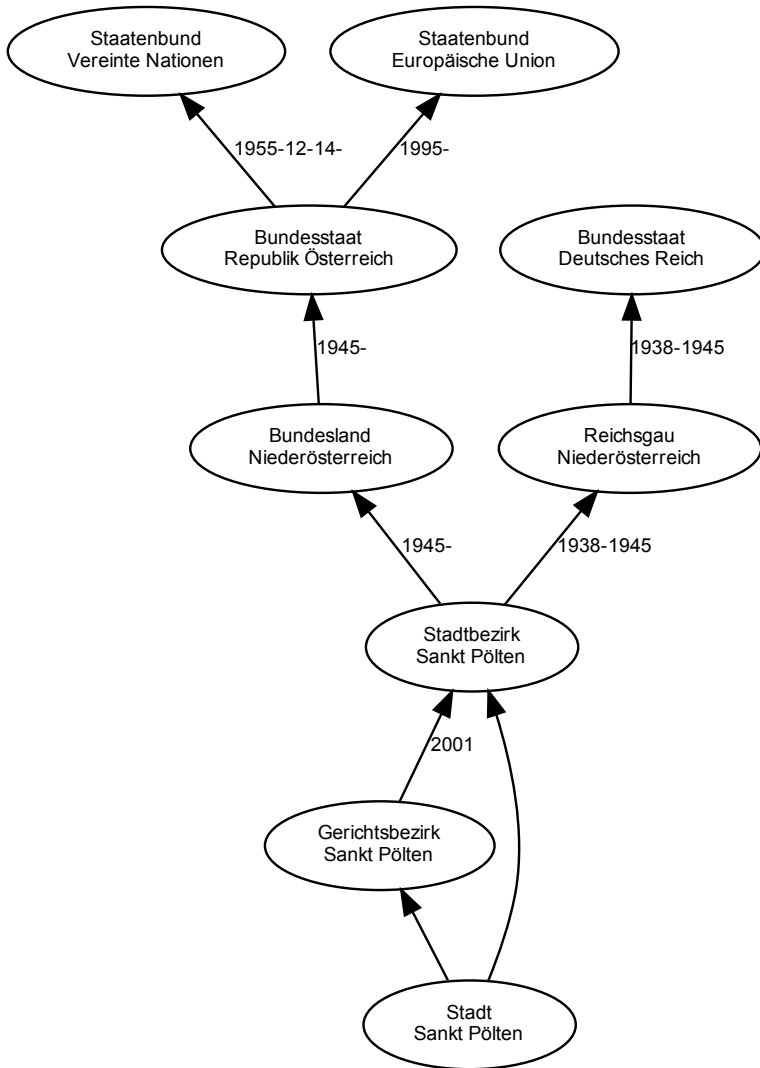 Staatenbund
Vereinte Nationen
Staatenbund
Europäische Union
1955-12-14-
1995-
Bundesstaat
Republik Österreich
Bundesstaat
Deutsches Reich
1945-
1938-1945
Bundesland
Niederösterreich
Reichsgau
Niederösterreich
1945-
1938-1945
Stadtbezirk
Sankt Pölten
2001
Gerichtsbezirk
Sankt Pölten
Stadt
Sankt Pölten